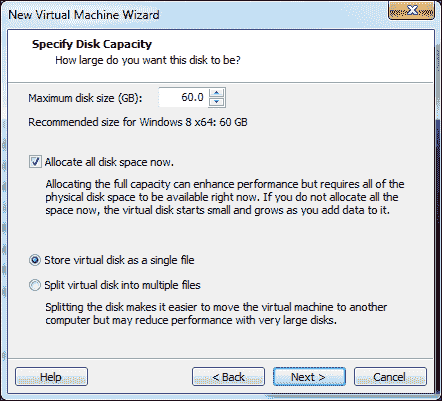 New Virtual Machine Wizard
Specify Disk Capacity
How large do you want this disk to be?
Maximum disk size (GB): 60.0
Recommended size for Windows 8 x64: 60 GB
Allocate all disk space now.
Allocating the full capacity can enhance performance but requires all of the
physical disk space to be available right now. If you do not allocate all the
space now, the virtual disk starts small and grows as you add data to it.
Store virtual disk as a single file
Split virtual disk into multiple files
Splitting the disk makes it easier to move the virtual machine to another
computer but may reduce performance with very large disks.
Help < Back Next > Cancel